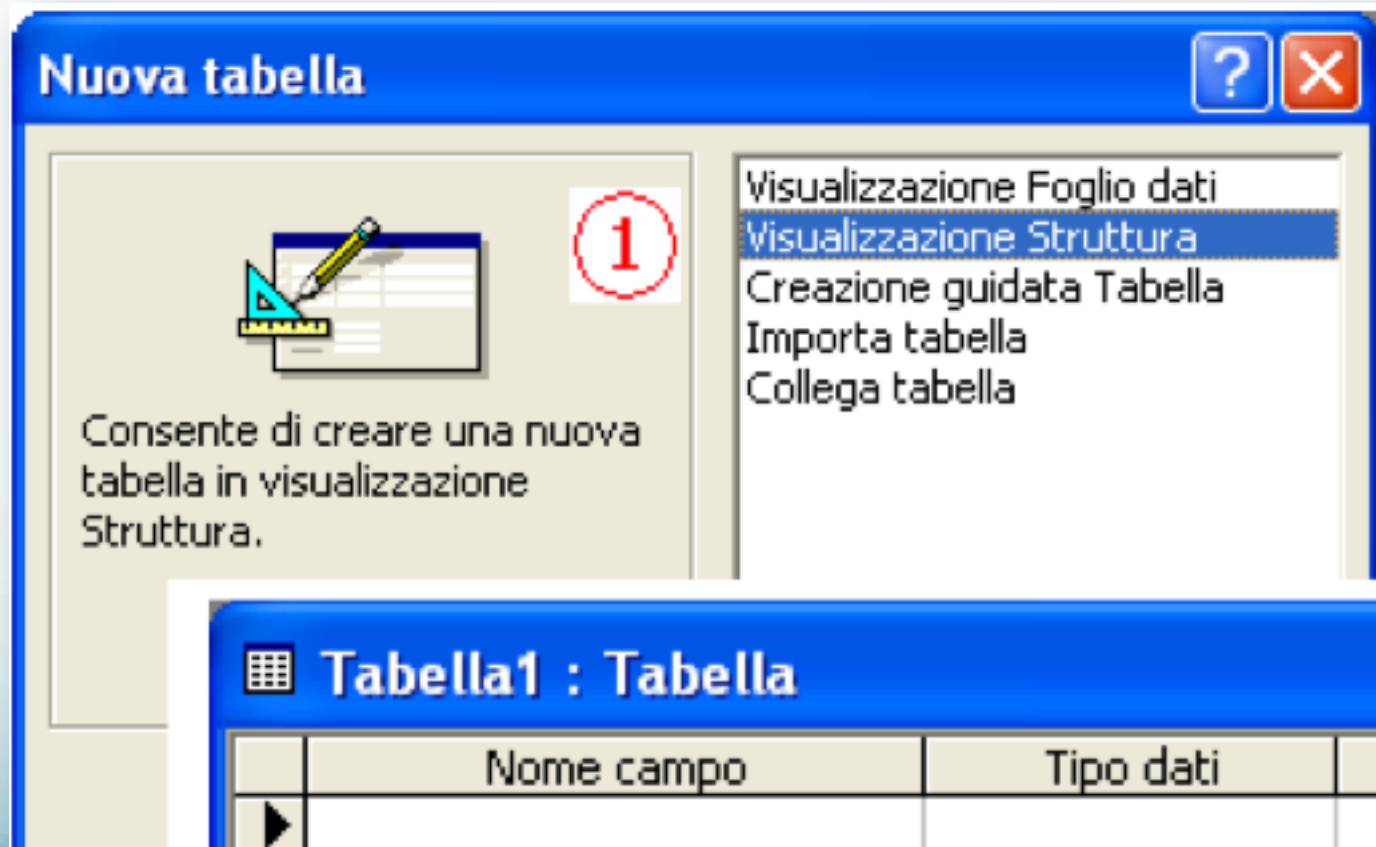 Nuova tabella
?
1
Visualizzazione Foglio dati
Visualizzazione Struttura
Creazione guidata Tabella
Importa tabella
Collega tabella
Consente di creare una nuova
tabella in visualizzazione
Struttura.
Tabella1 : Tabella
Nome campo
Tipo dati